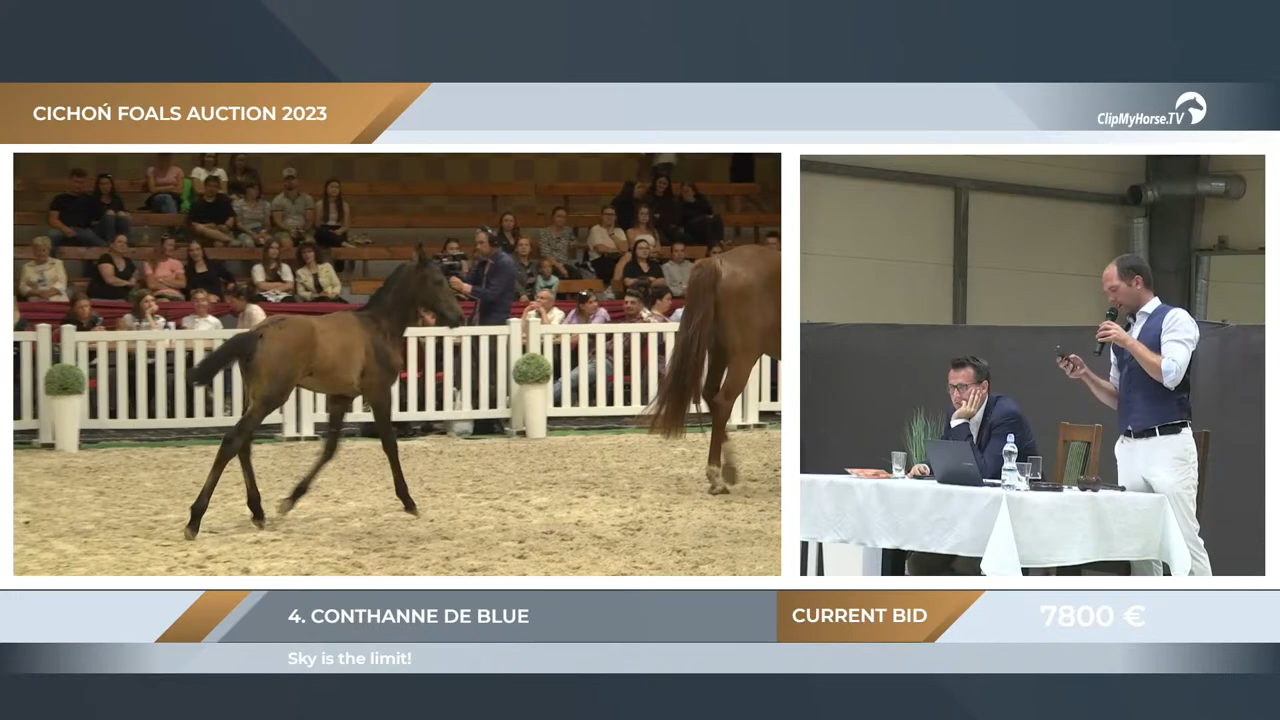 CICHOŃ FOALS AUCTION 2023
ClipMyHorse.TV
4. CONTHANNE DE BLUE
CURRENT BID
7800 €
Sky is the limit!